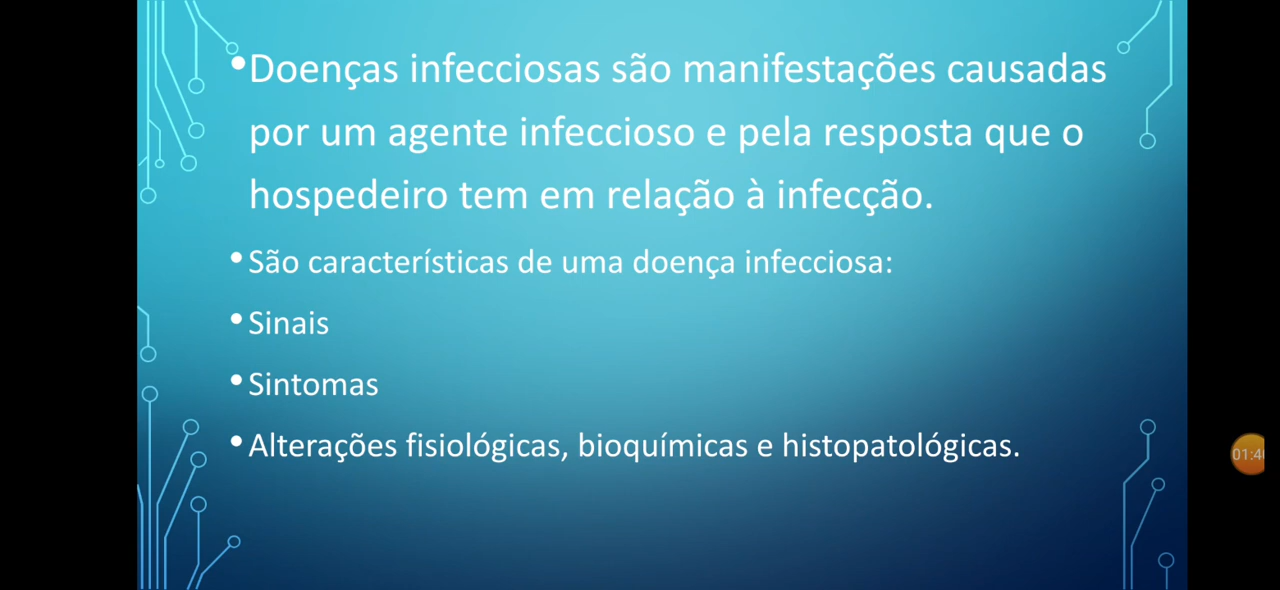 •Doenças infecciosas são manifestações causadas
por um agente infeccioso e pela resposta que o
hospedeiro tem em relação à infecção.
•São características de uma doença infecciosa:
•Sinais
•Sintomas
•Alterações fisiológicas, bioquímicas e histopatológicas.